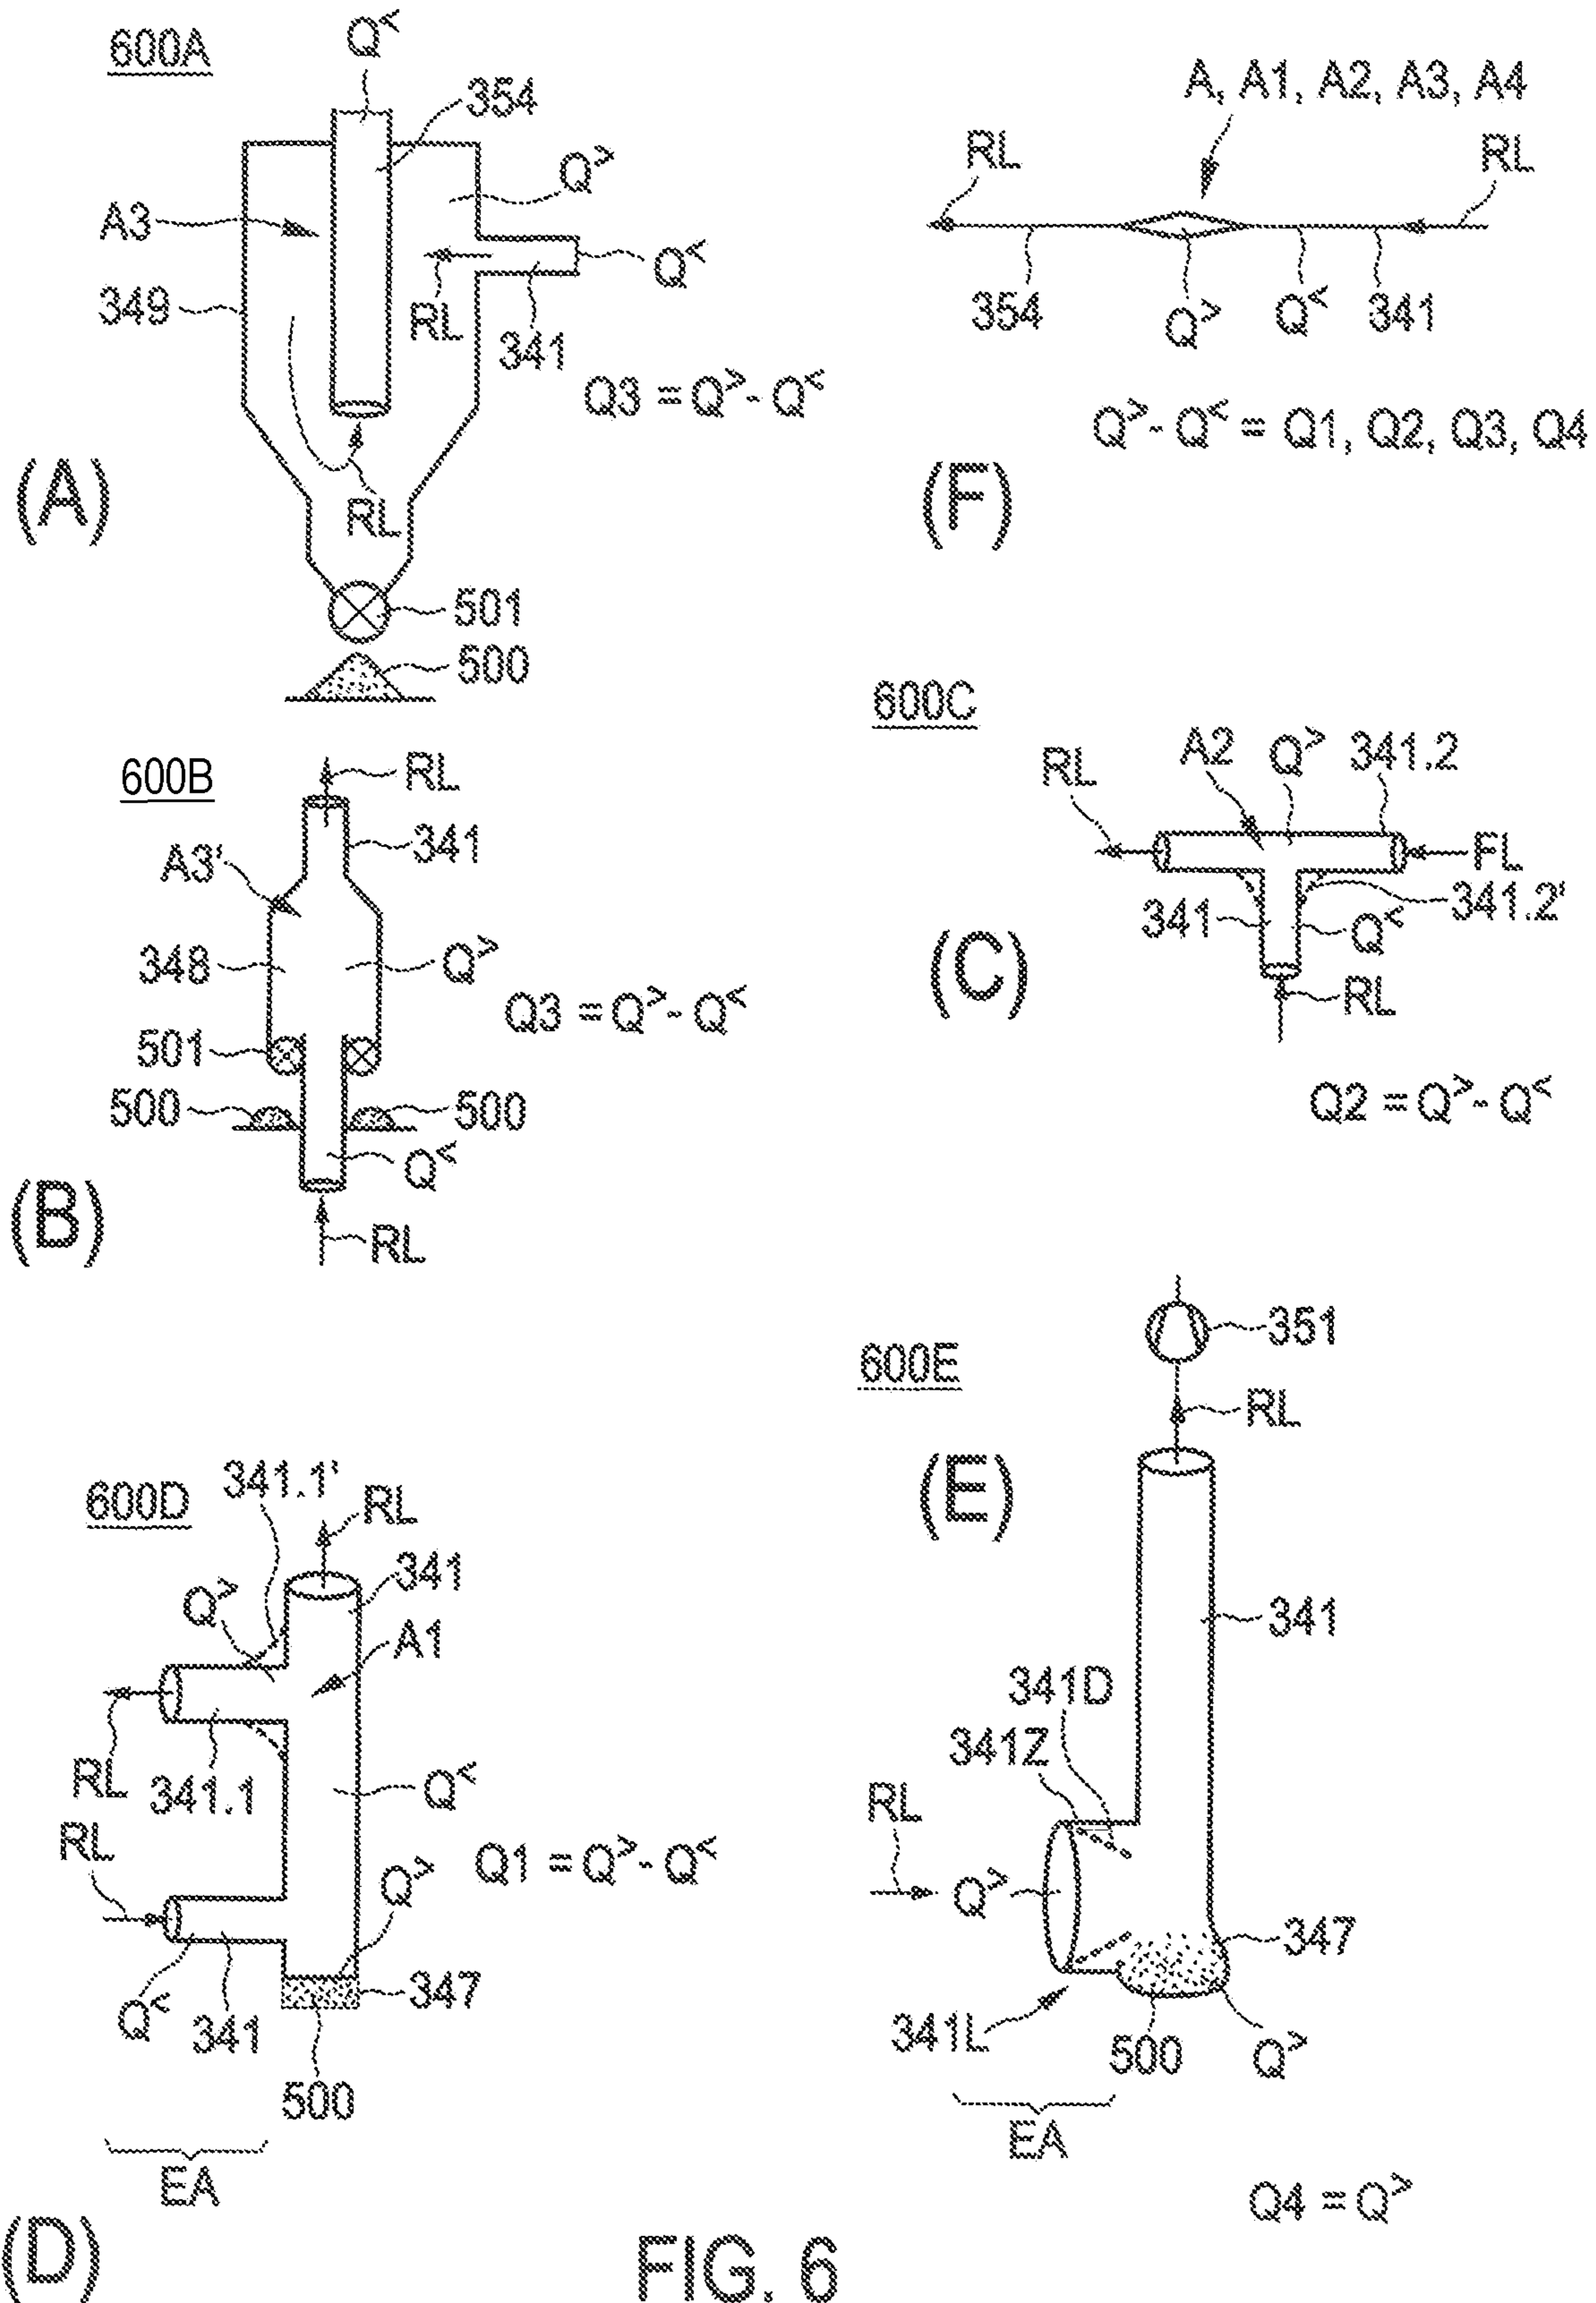 600A
Q<
354
Q>
A3
349
RL
341
Q<
Q3 = Q>- Q<
(A)
RL
501
500
A, A1, A2, A3, A4
RL
RL
354
Q>
Q<
341
Q>- Q< = Q1, Q2, Q3, Q4
(F)
600B
RL
341
A3'
348
Q>
Q3 = Q>- Q<
501
500
500
Q<
(B)
RL
600C
RL
A2
Q>
341.2
FL
341.2'
341
Q<
(C)
RL
Q2 = Q>- Q<
600D
341.1'
RL
341
Q>
A1
RL
341.1
Q<
RL
Q1 = Q>- Q<
Q>
Q<
341
347
500
EA
(D)
351
600E
RL
(E)
341
341D
341Z
RL
Q>
347
341L
500
Q>
EA
Q4 = Q>
FIG. 6